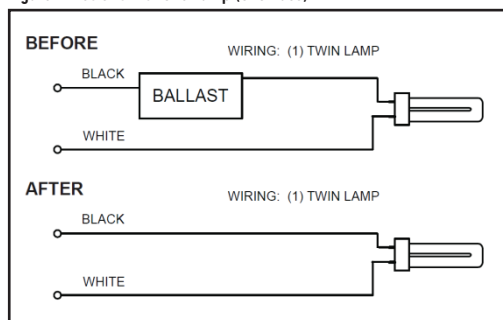 BEFORE
WIRING: (1) TWIN LAMP
BLACK
BALLAST
WHITE
AFTER
WIRING: (1) TWIN LAMP
BLACK
WHITE